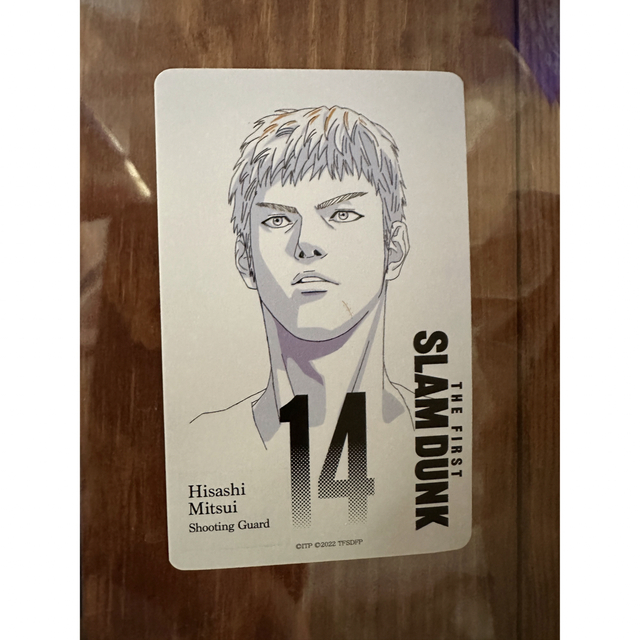 THE FIRST
SLAM DUNK
14
Hisashi
Mitsui
Shooting Guard
©ITP ©2022 TFSDFP